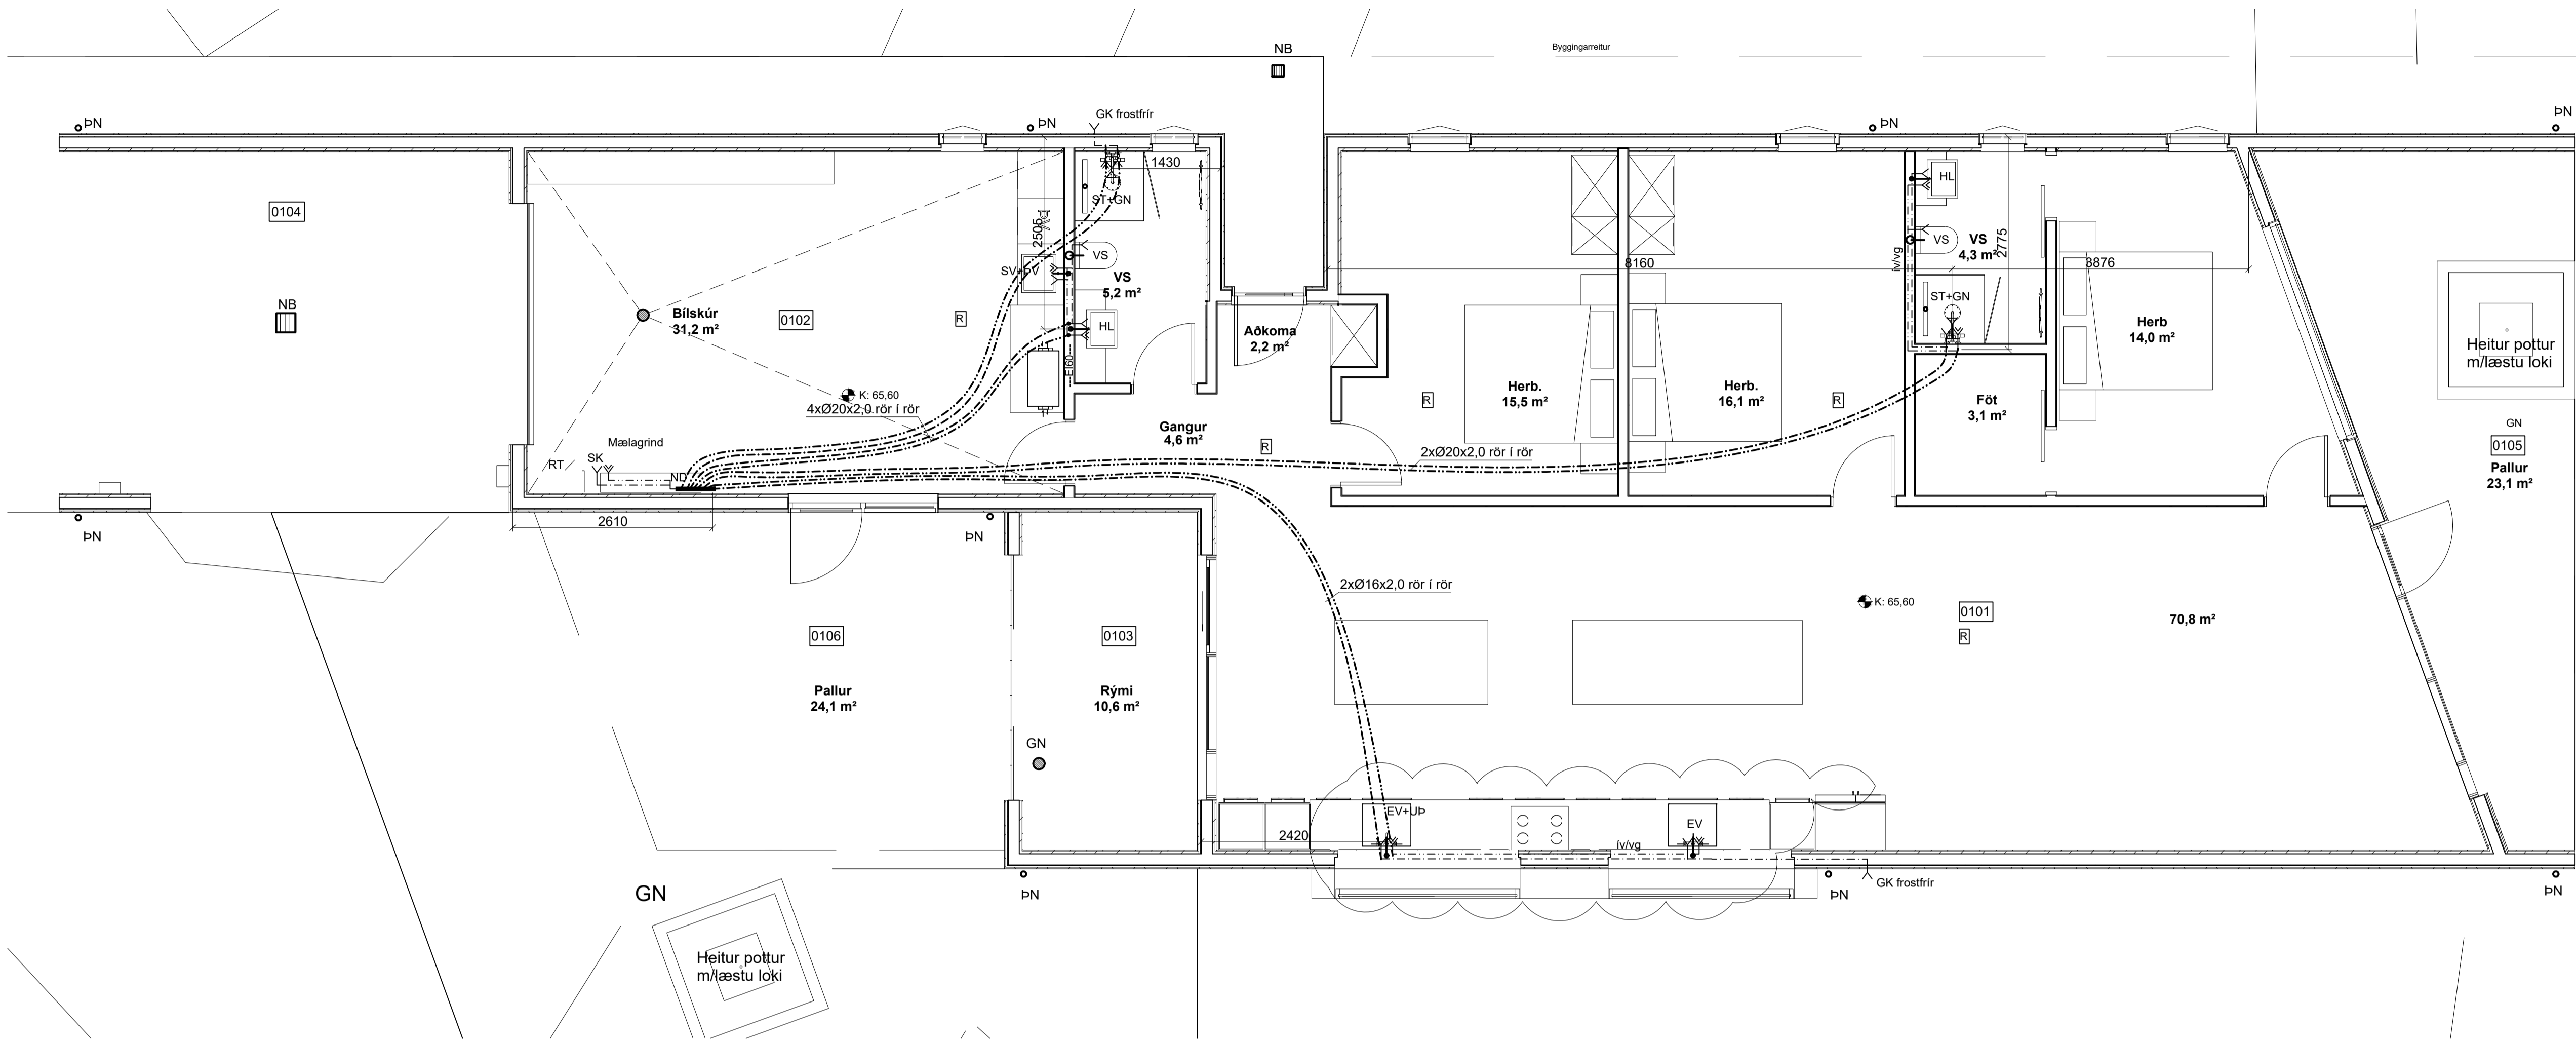 NB
Byggingarreitur
ÞN
ÞN
GK frostfrír
ÞN
ÞN
1430
0104
ST+GN
2505
VS
SV+ÞV
VS
5,2 m²
HL
EI60
NB
Bílskúr
31,2 m²
0102
R
K: 65,60
4xØ20x2,0 rör í rör
Mælagrind
SK
RT
ND
2610
Aðkoma
2,2 m²
Gangur
4,6 m²
R
8160
Herb.
15,5 m²
R
2xØ20x2,0 rör í rör
Herb.
16,1 m²
R
HL
VS
VS
4,3 m²
2775
ív/vg
ST+GN
3876
Herb
14,0 m²
Föt
3,1 m²
Heitur pottur
m/læstu loki
GN
0105
Pallur
23,1 m²
ÞN
ÞN
0106
Pallur
24,1 m²
0103
Rými
10,6 m²
GN
2xØ16x2,0 rör í rör
K: 65,60
0101
R
70,8 m²
EV+UÞ
2420
EV
ív/vg
GK frostfrír
ÞN
ÞN
ÞN
GN
Heitur pottur
m/læstu loki